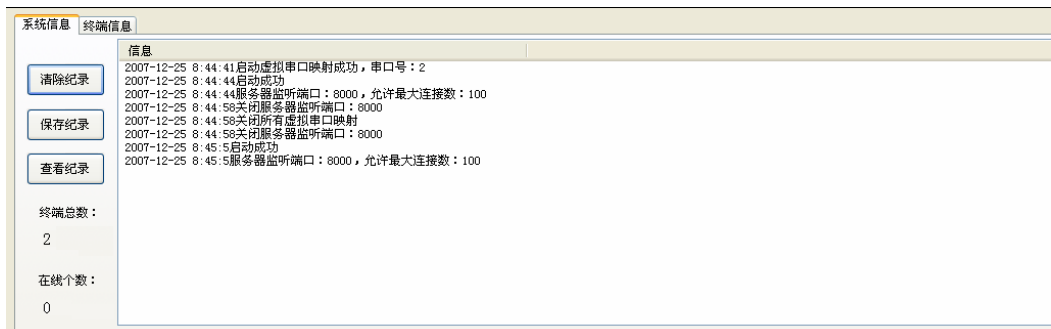 系统信息 终端信息
信息
清除纪录
保存纪录
查看纪录
终端总数：
2
在线个数：
0
2007-12-25 8:44:41启动虚拟串口映射成功，串口号：2
2007-12-25 8:44:44启动成功
2007-12-25 8:44:44服务器监听端口：8000，允许最大连接数：100
2007-12-25 8:44:58关闭服务器监听端口：8000
2007-12-25 8:44:58关闭所有虚拟串口映射
2007-12-25 8:44:58关闭服务器监听端口：8000
2007-12-25 8:45:5启动成功
2007-12-25 8:45:5服务器监听端口：8000，允许最大连接数：100